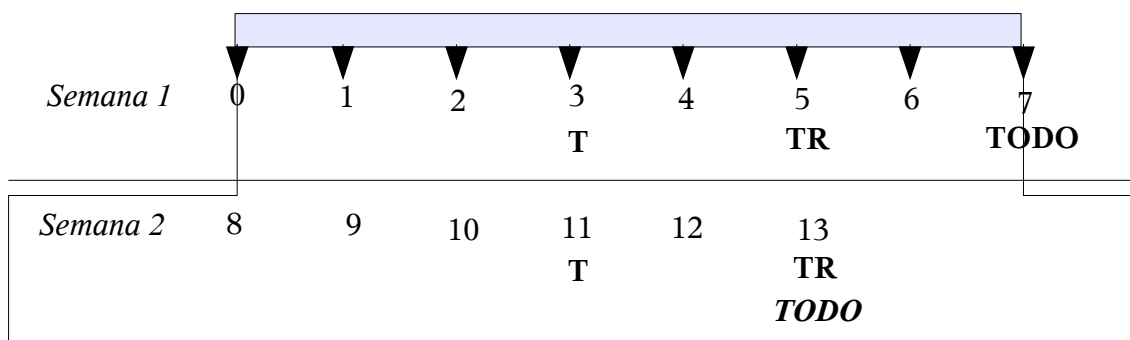 Semana 1 0 1 2 3 4 5 6 7
T TR TODO
Semana 2 8 9 10 11 12 13
T TR
TODO